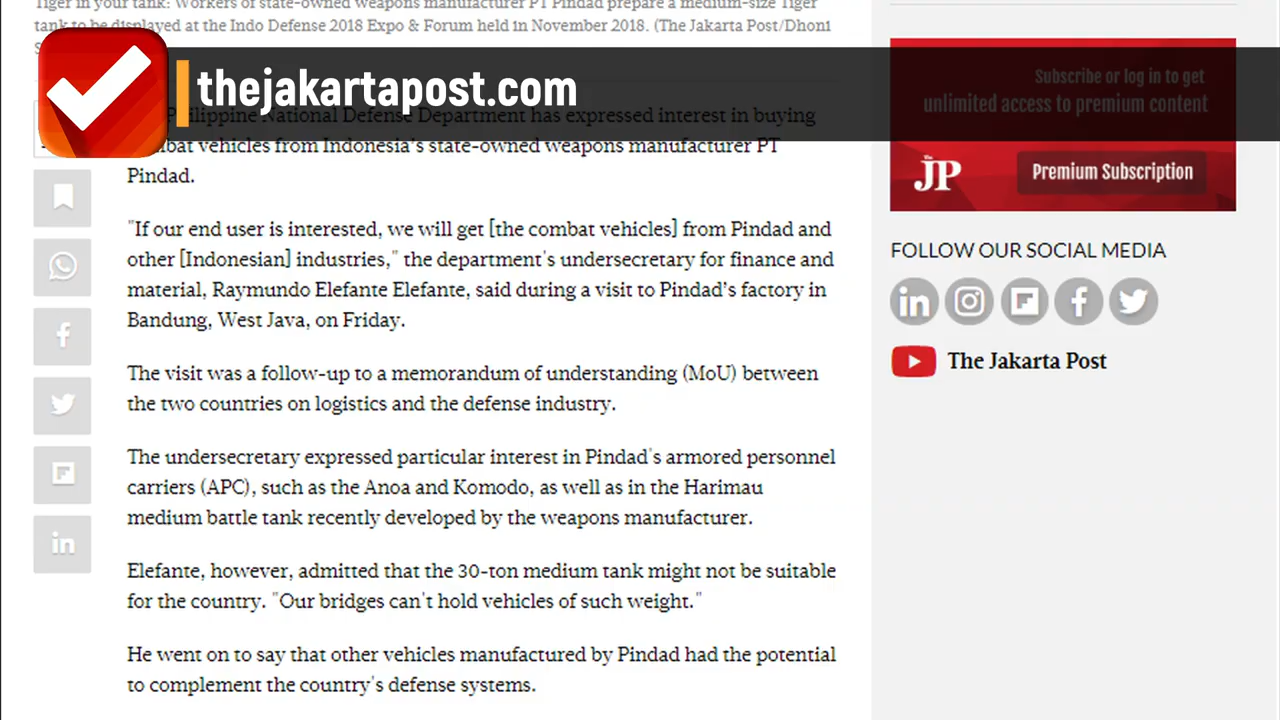 Tiger in your tank: Workers of state-owned weapons manufacturer PT Pindad prepare a medium-size Tiger
tank to be displayed at the Indo Defense 2018 Expo & Forum held in November 2018. (The Jakarta Post/Dhoni
thejakartapost.com
Philippine National Defense Department has expressed interest in buying
combat vehicles from Indonesia's state-owned weapons manufacturer PT
Pindad.
"If our end user is interested, we will get [the combat vehicles] from Pindad and
other [Indonesian] industries," the department's undersecretary for finance and
material, Raymundo Elefante Elefante, said during a visit to Pindad's factory in
Bandung, West Java, on Friday.
The visit was a follow-up to a memorandum of understanding (MoU) between
the two countries on logistics and the defense industry.
The undersecretary expressed particular interest in Pindad's armored personnel
carriers (APC), such as the Anoa and Komodo, as well as in the Harimau
medium battle tank recently developed by the weapons manufacturer.
Elefante, however, admitted that the 30-ton medium tank might not be suitable
for the country. "Our bridges can't hold vehicles of such weight."
He went on to say that other vehicles manufactured by Pindad had the potential
to complement the country's defense systems.
Subscribe or log in to get
unlimited access to premium content
The JP
Premium Subscription
FOLLOW OUR SOCIAL MEDIA
The Jakarta Post